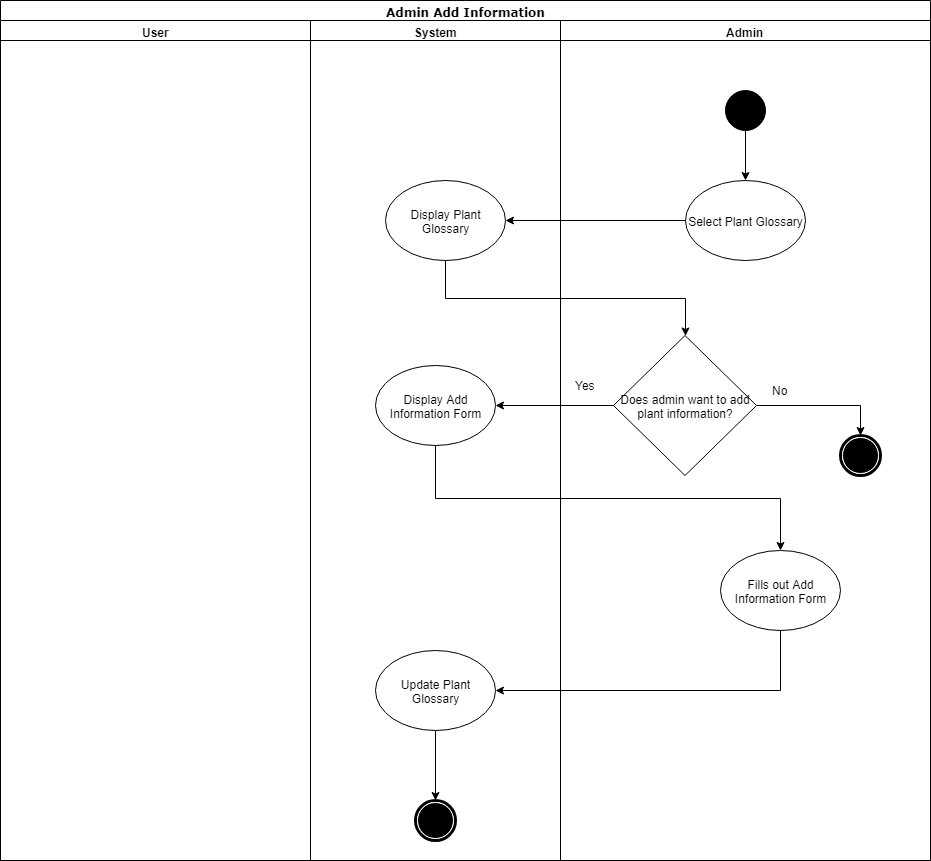 Admin Add Information
User
System
Admin
Display Plant
Glossary
Select Plant Glossary
Yes
No
Display Add
Information Form
Does admin want to add
plant information?
Fills out Add
Information Form
Update Plant
Glossary